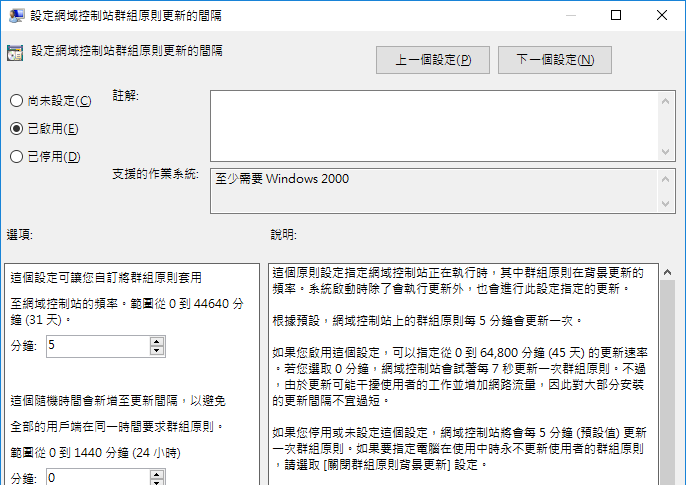 設定網域控制站群組原則更新的間隔
設定網域控制站群組原則更新的間隔
上一個設定(P)
下一個設定(N)
尚未設定(C)
已啟用(E)
已停用(D)
註解:
支援的作業系統:
至少需要 Windows 2000
選項:
說明:
這個設定可讓您自訂將群組原則套用
至網域控制站的頻率。範圍從 0 到 44640 分
鐘 (31 天)。
分鐘: 5
這個隨機時間會新增至更新間隔，以避免
全部的用戶端在同一時間要求群組原則。
範圍從 0 到 1440 分鐘 (24 小時)
分鐘: 0
這個原則設定指定網域控制站正在執行時，其中群組原則在背景更新的
頻率。系統啟動時除了會執行更新外，也會進行此設定指定的更新。
根據預設，網域控制站上的群組原則每 5 分鐘會更新一次。
如果您啟用這個設定，可以指定從 0 到 64,800 分鐘 (45 天) 的更新速率
。若您選取 0 分鐘，網域控制站會試著每 7 秒更新一次群組原則。不過
，由於更新可能干擾使用者的工作並增加網路流量，因此對大部分安裝
的更新間隔不宜過短。
如果您停用或未設定這個設定，網域控制站將會每 5 分鐘 (預設值) 更新
一次群組原則。如果要指定電腦在使用中時永不更新使用者的群組原則
，請選取 [關閉群組原則背景更新] 設定。